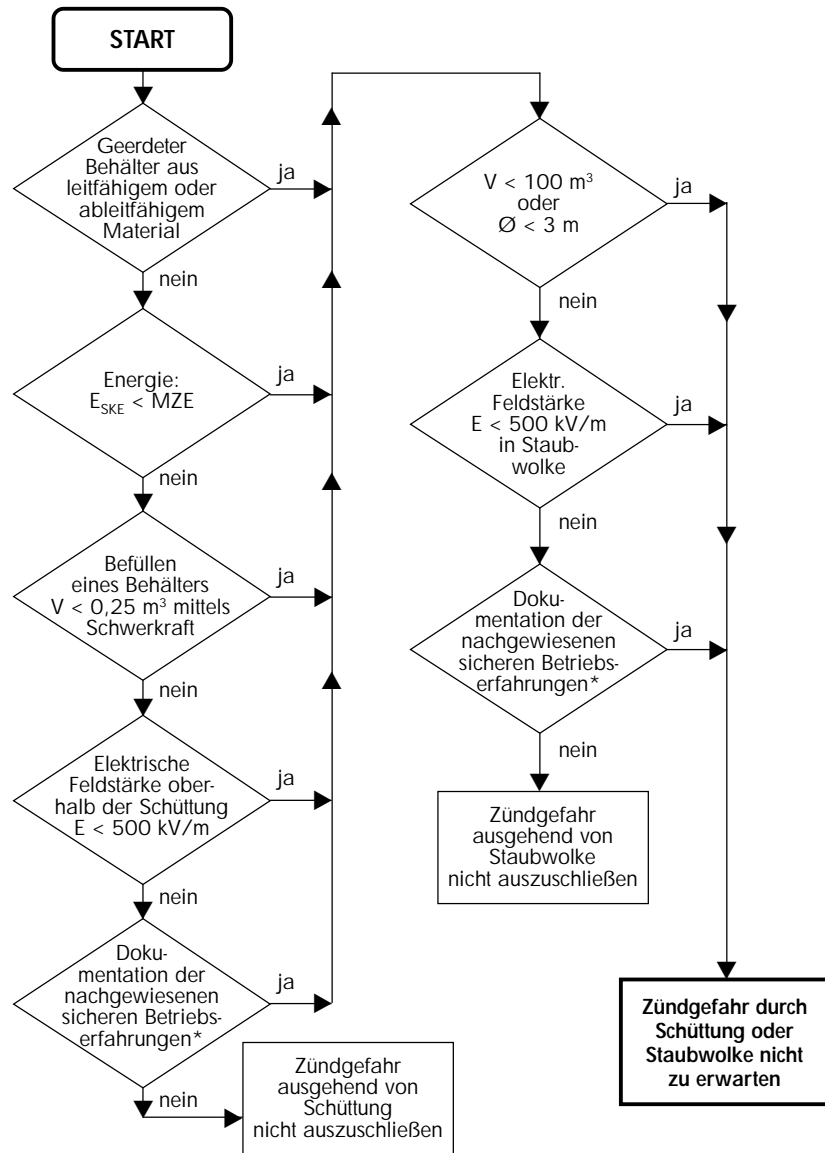 START
Geerdeter
Behälter aus
leitfähigem oder
ableitfähigem
Material
ja
nein
Energie:
E_SKE < MZE
ja
nein
Befüllen
eines Behälters
V < 0,25 m³ mittels
Schwerkraft
ja
nein
Elektrische
Feldstärke ober-
halb der Schüttung
E < 500 kV/m
ja
nein
Doku-
mentation der
nachgewiesenen
sicheren Betriebs-
erfahrungen*
ja
nein
Zündgefahr
ausgehend von
Schüttung
nicht auszuschließen
V < 100 m³
oder
Ø < 3 m
ja
nein
Elektr.
Feldstärke
E < 500 kV/m
in Staub-
wolke
ja
nein
Doku-
mentation der
nachgewiesenen
sicheren Betriebs-
erfahrungen*
ja
nein
Zündgefahr
ausgehend von
Staubwolke
nicht auszuschließen
Zündgefahr durch
Schüttung oder
Staubwolke nicht
zu erwarten